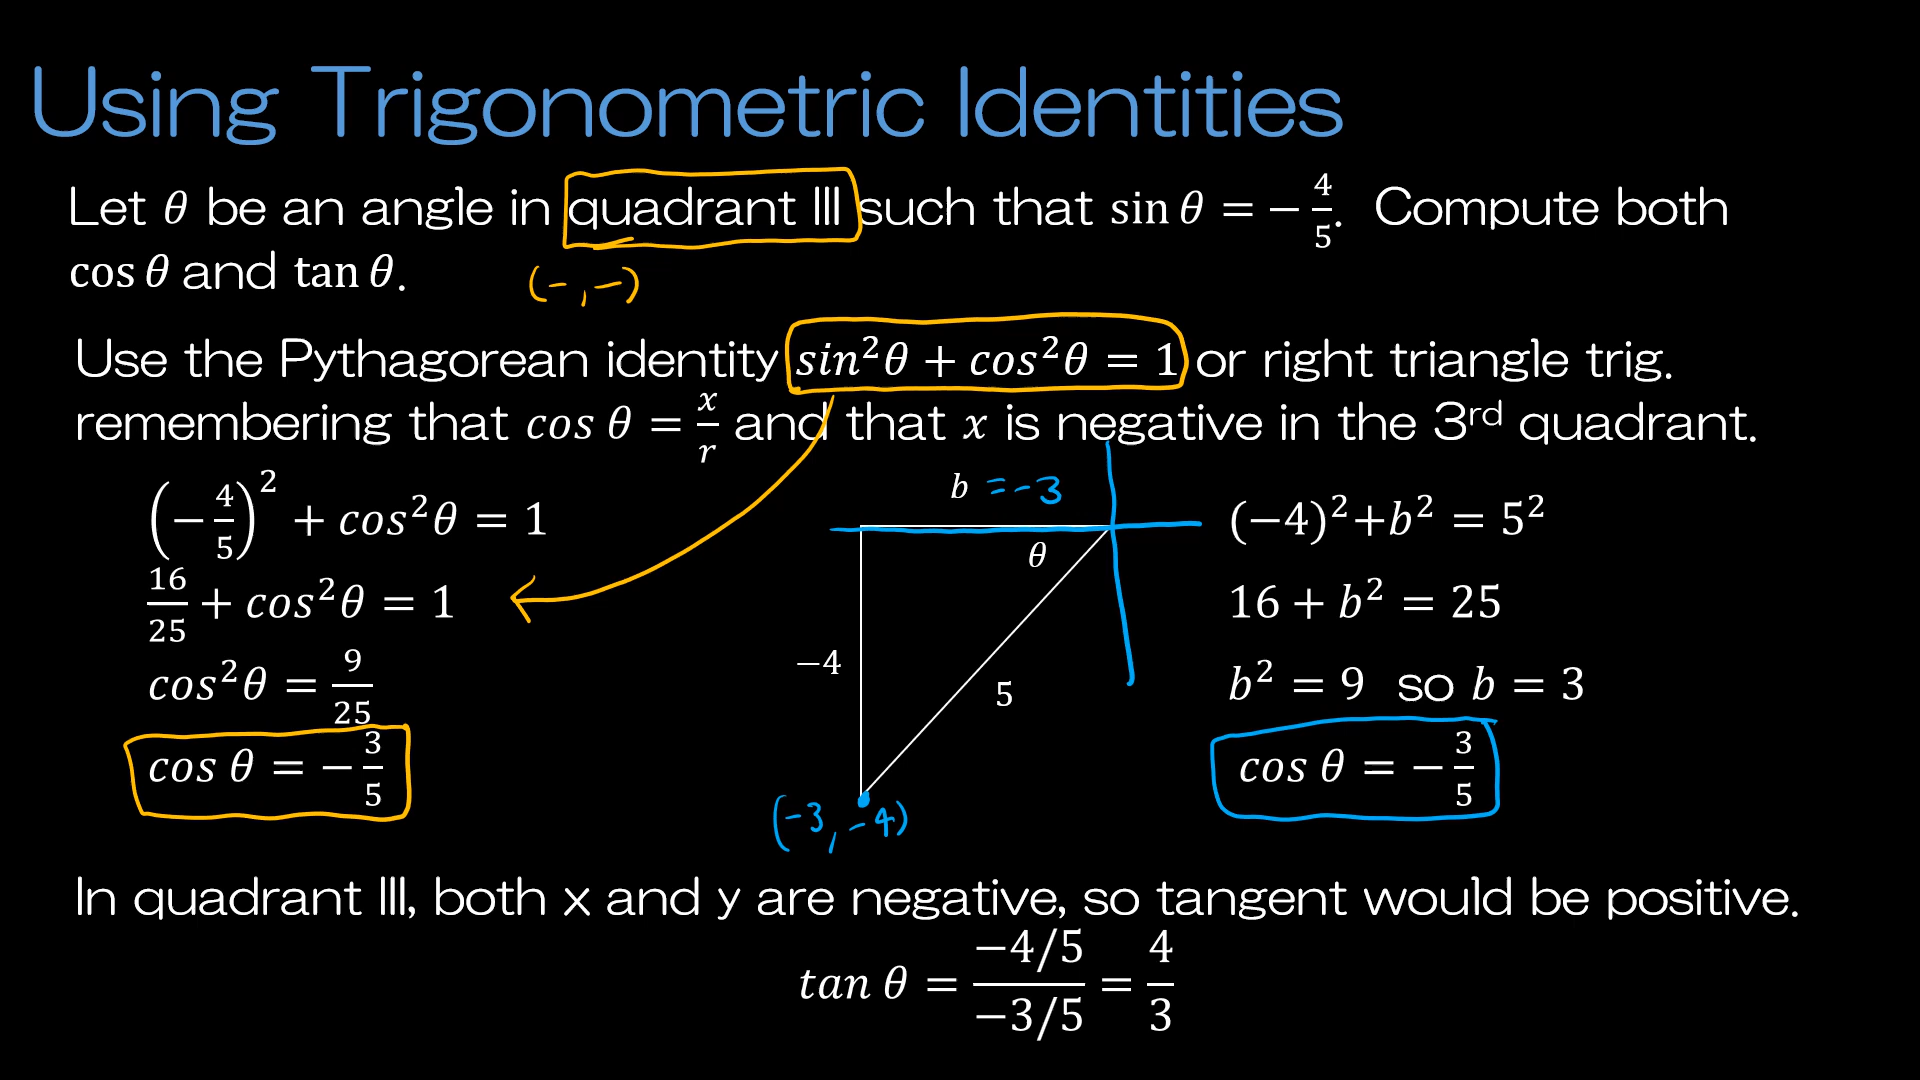 Using Trigonometric Identities
Let θ be an angle in quadrant III such that sin θ = −4/5. Compute both
cos θ and tan θ.
(-,-)
Use the Pythagorean identity sin²θ + cos²θ = 1 or right triangle trig.
remembering that cos θ = x/r and that x is negative in the 3rd quadrant.
(−4/5)² + cos²θ = 1
16/25 + cos²θ = 1
cos²θ = 9/25
cos θ = −3/5
b = -3
θ
−4
5
(-3, -4)
(−4)²+b² = 5²
16 + b² = 25
b² = 9 so b = 3
cos θ = −3/5
In quadrant III, both x and y are negative, so tangent would be positive.
tan θ = (−4/5)/(−3/5) = 4/3